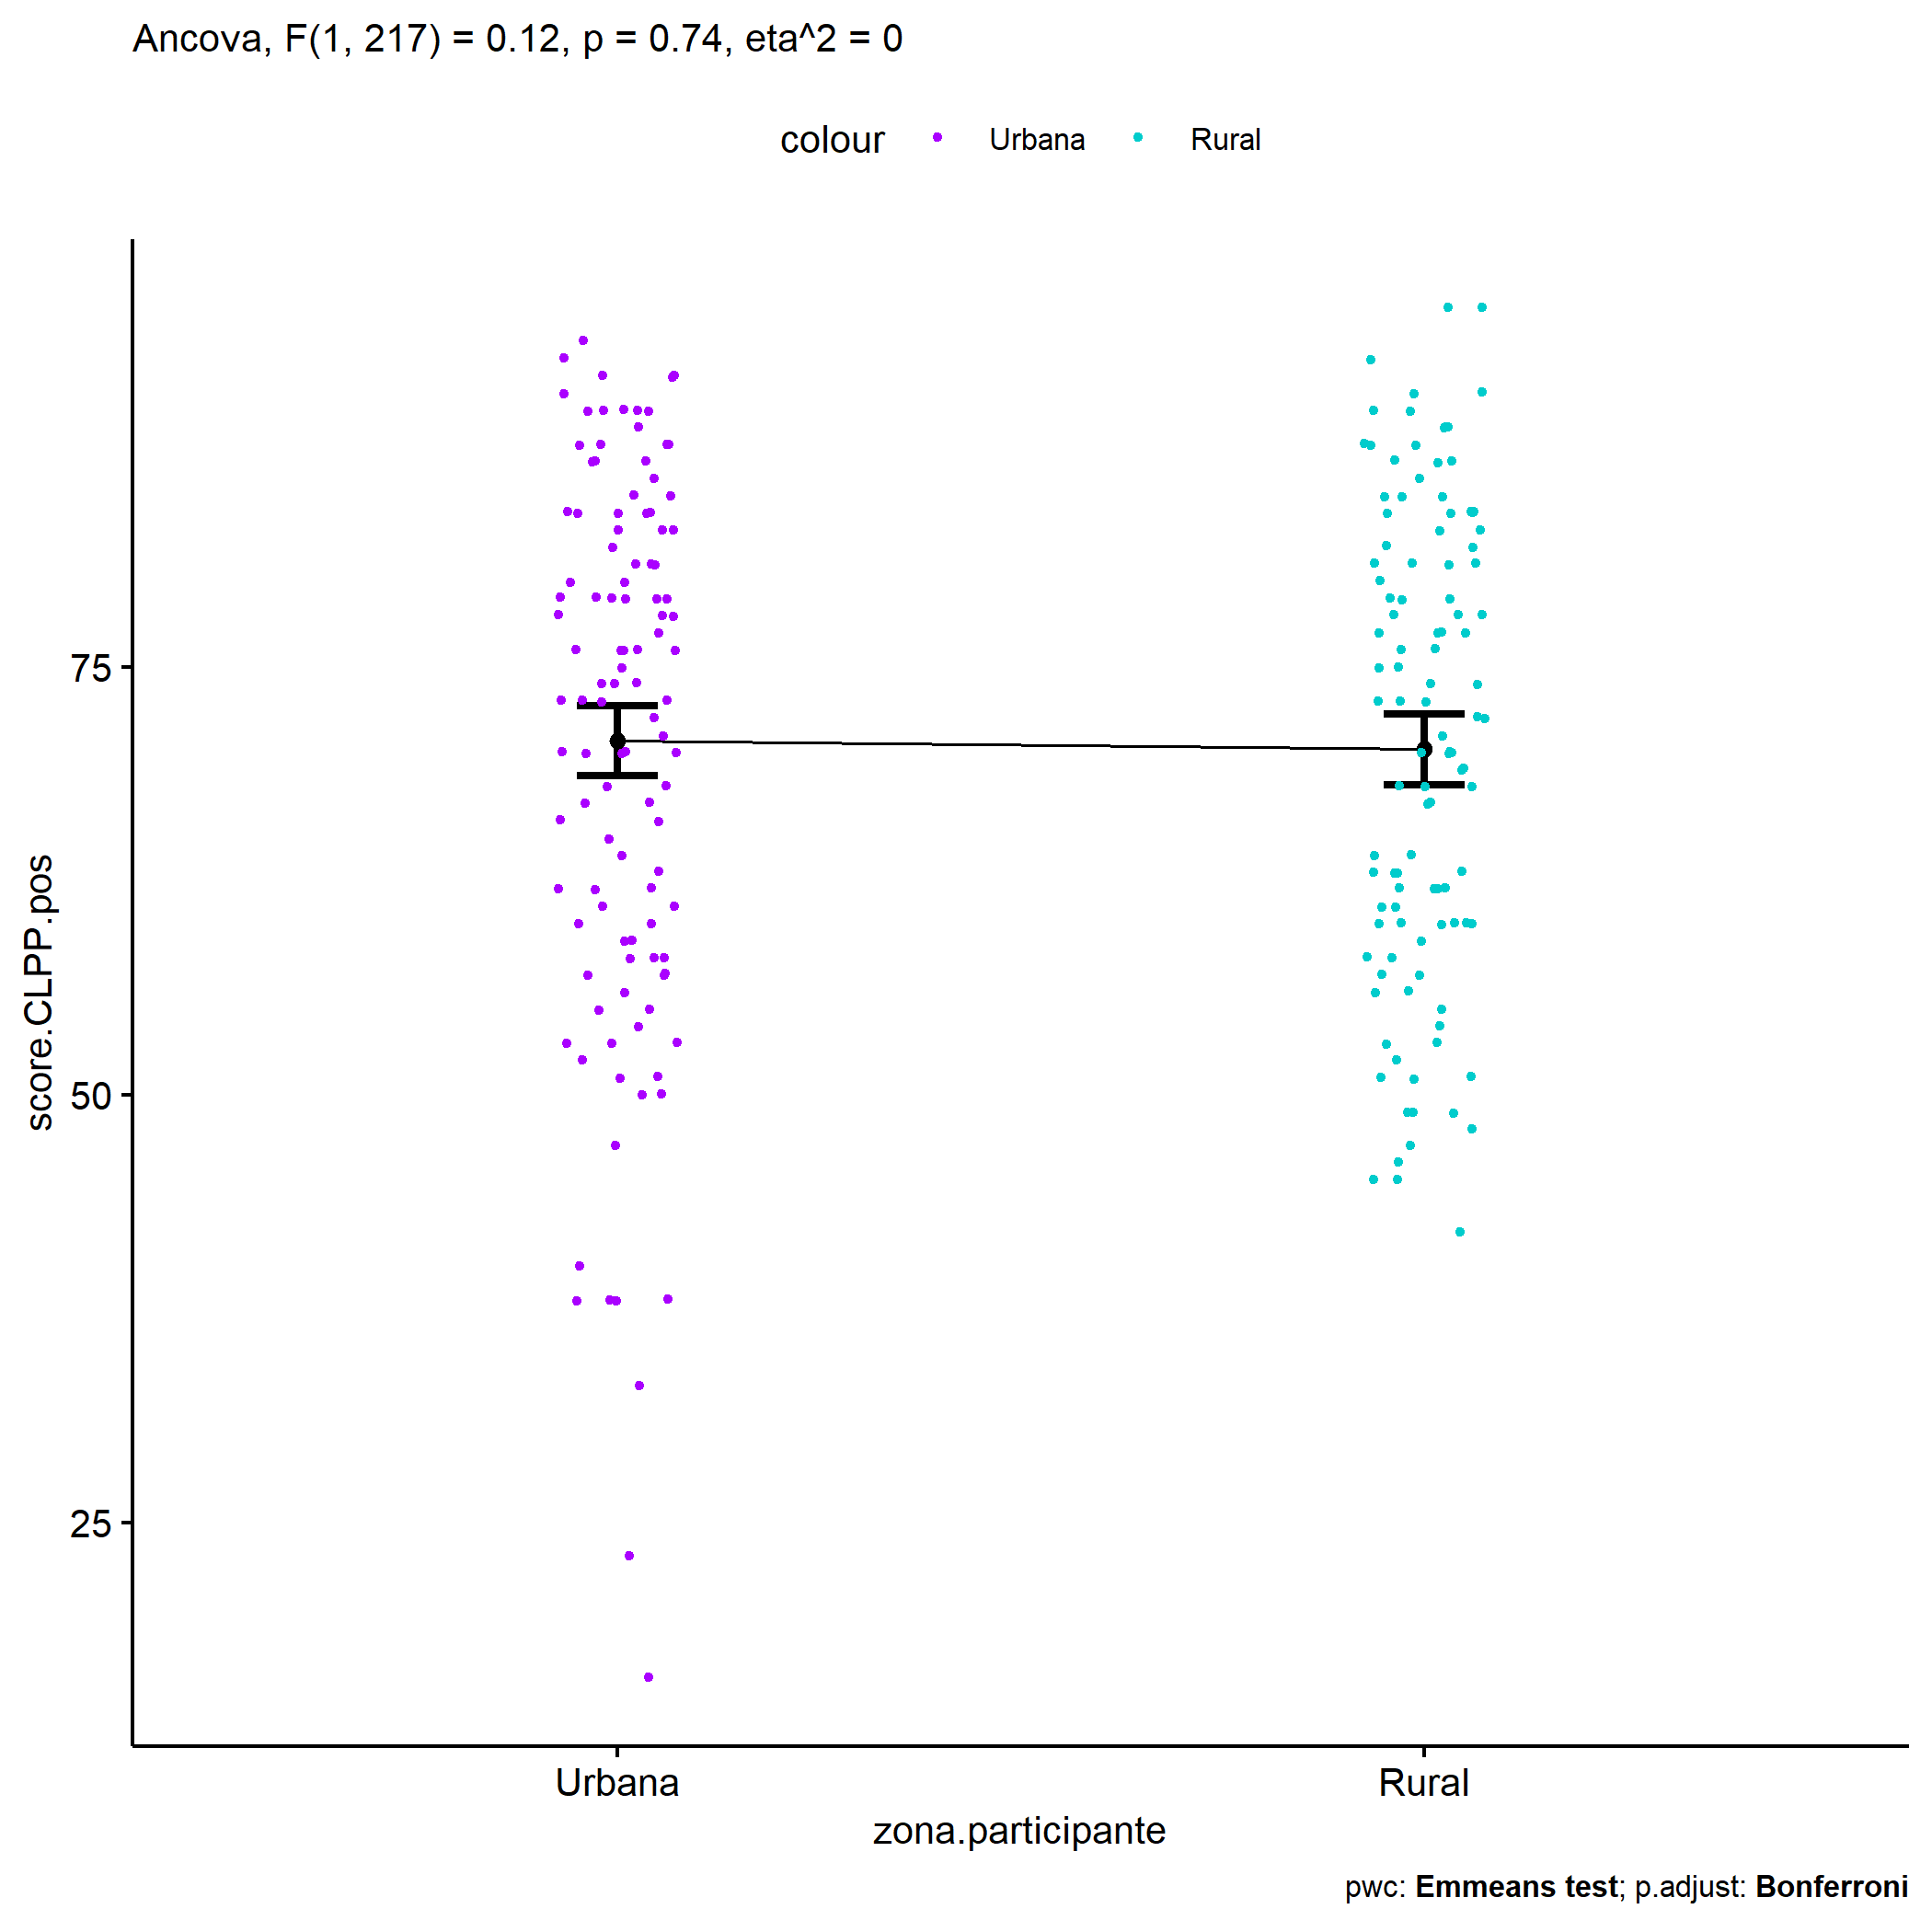 Ancova, F(1, 217) = 0.12, p = 0.74, eta^2 = 0
colour Urbana Rural
score.CLPP.pos
75
50
25
Urbana Rural
zona.participante
pwc: Emmeans test; p.adjust: Bonferroni